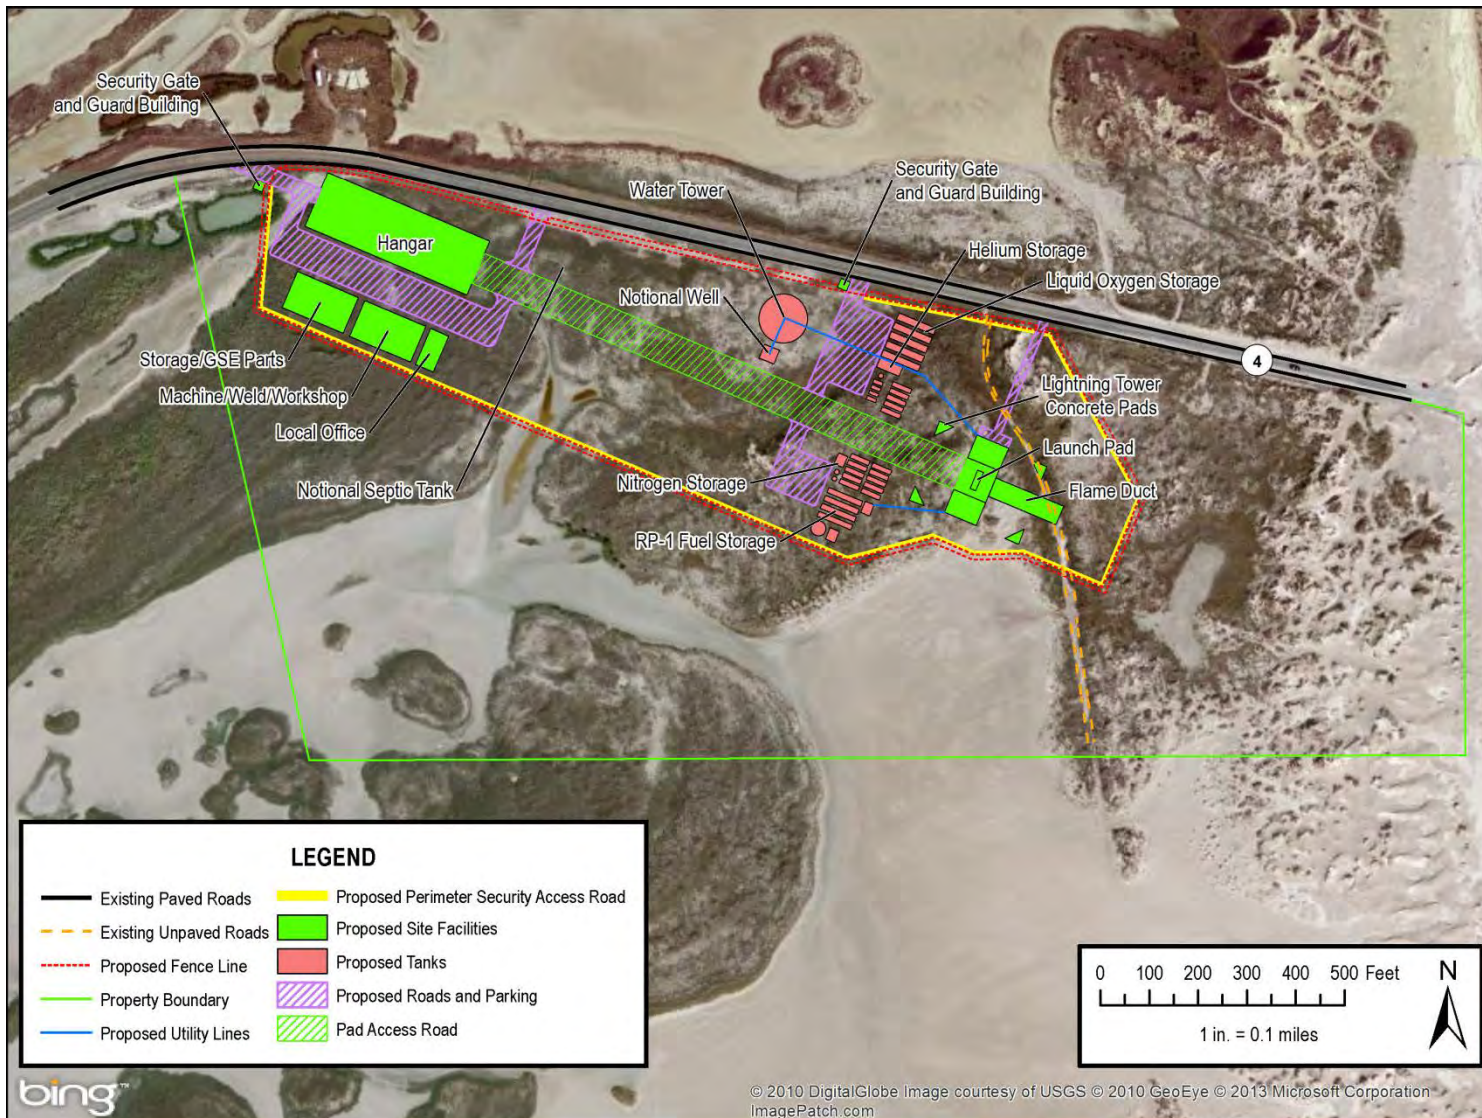 Security Gate
and Guard Building
Water Tower
Security Gate
and Guard Building
Hangar
Helium Storage
Notional Well
Liquid Oxygen Storage
Storage/GSE Parts
Machine/Weld/Workshop
Local Office
Notional Septic Tank
4
Lightning Tower
Concrete Pads
Launch Pad
Nitrogen Storage
Flame Duct
RP-1 Fuel Storage
LEGEND
Existing Paved Roads
Existing Unpaved Roads
Proposed Fence Line
Property Boundary
Proposed Utility Lines
Proposed Perimeter Security Access Road
Proposed Site Facilities
Proposed Tanks
Proposed Roads and Parking
Pad Access Road
0 100 200 300 400 500 Feet
N
1 in. = 0.1 miles
bing™
© 2010 DigitalGlobe Image courtesy of USGS © 2010 GeoEye © 2013 Microsoft Corporation
ImagePatch.com